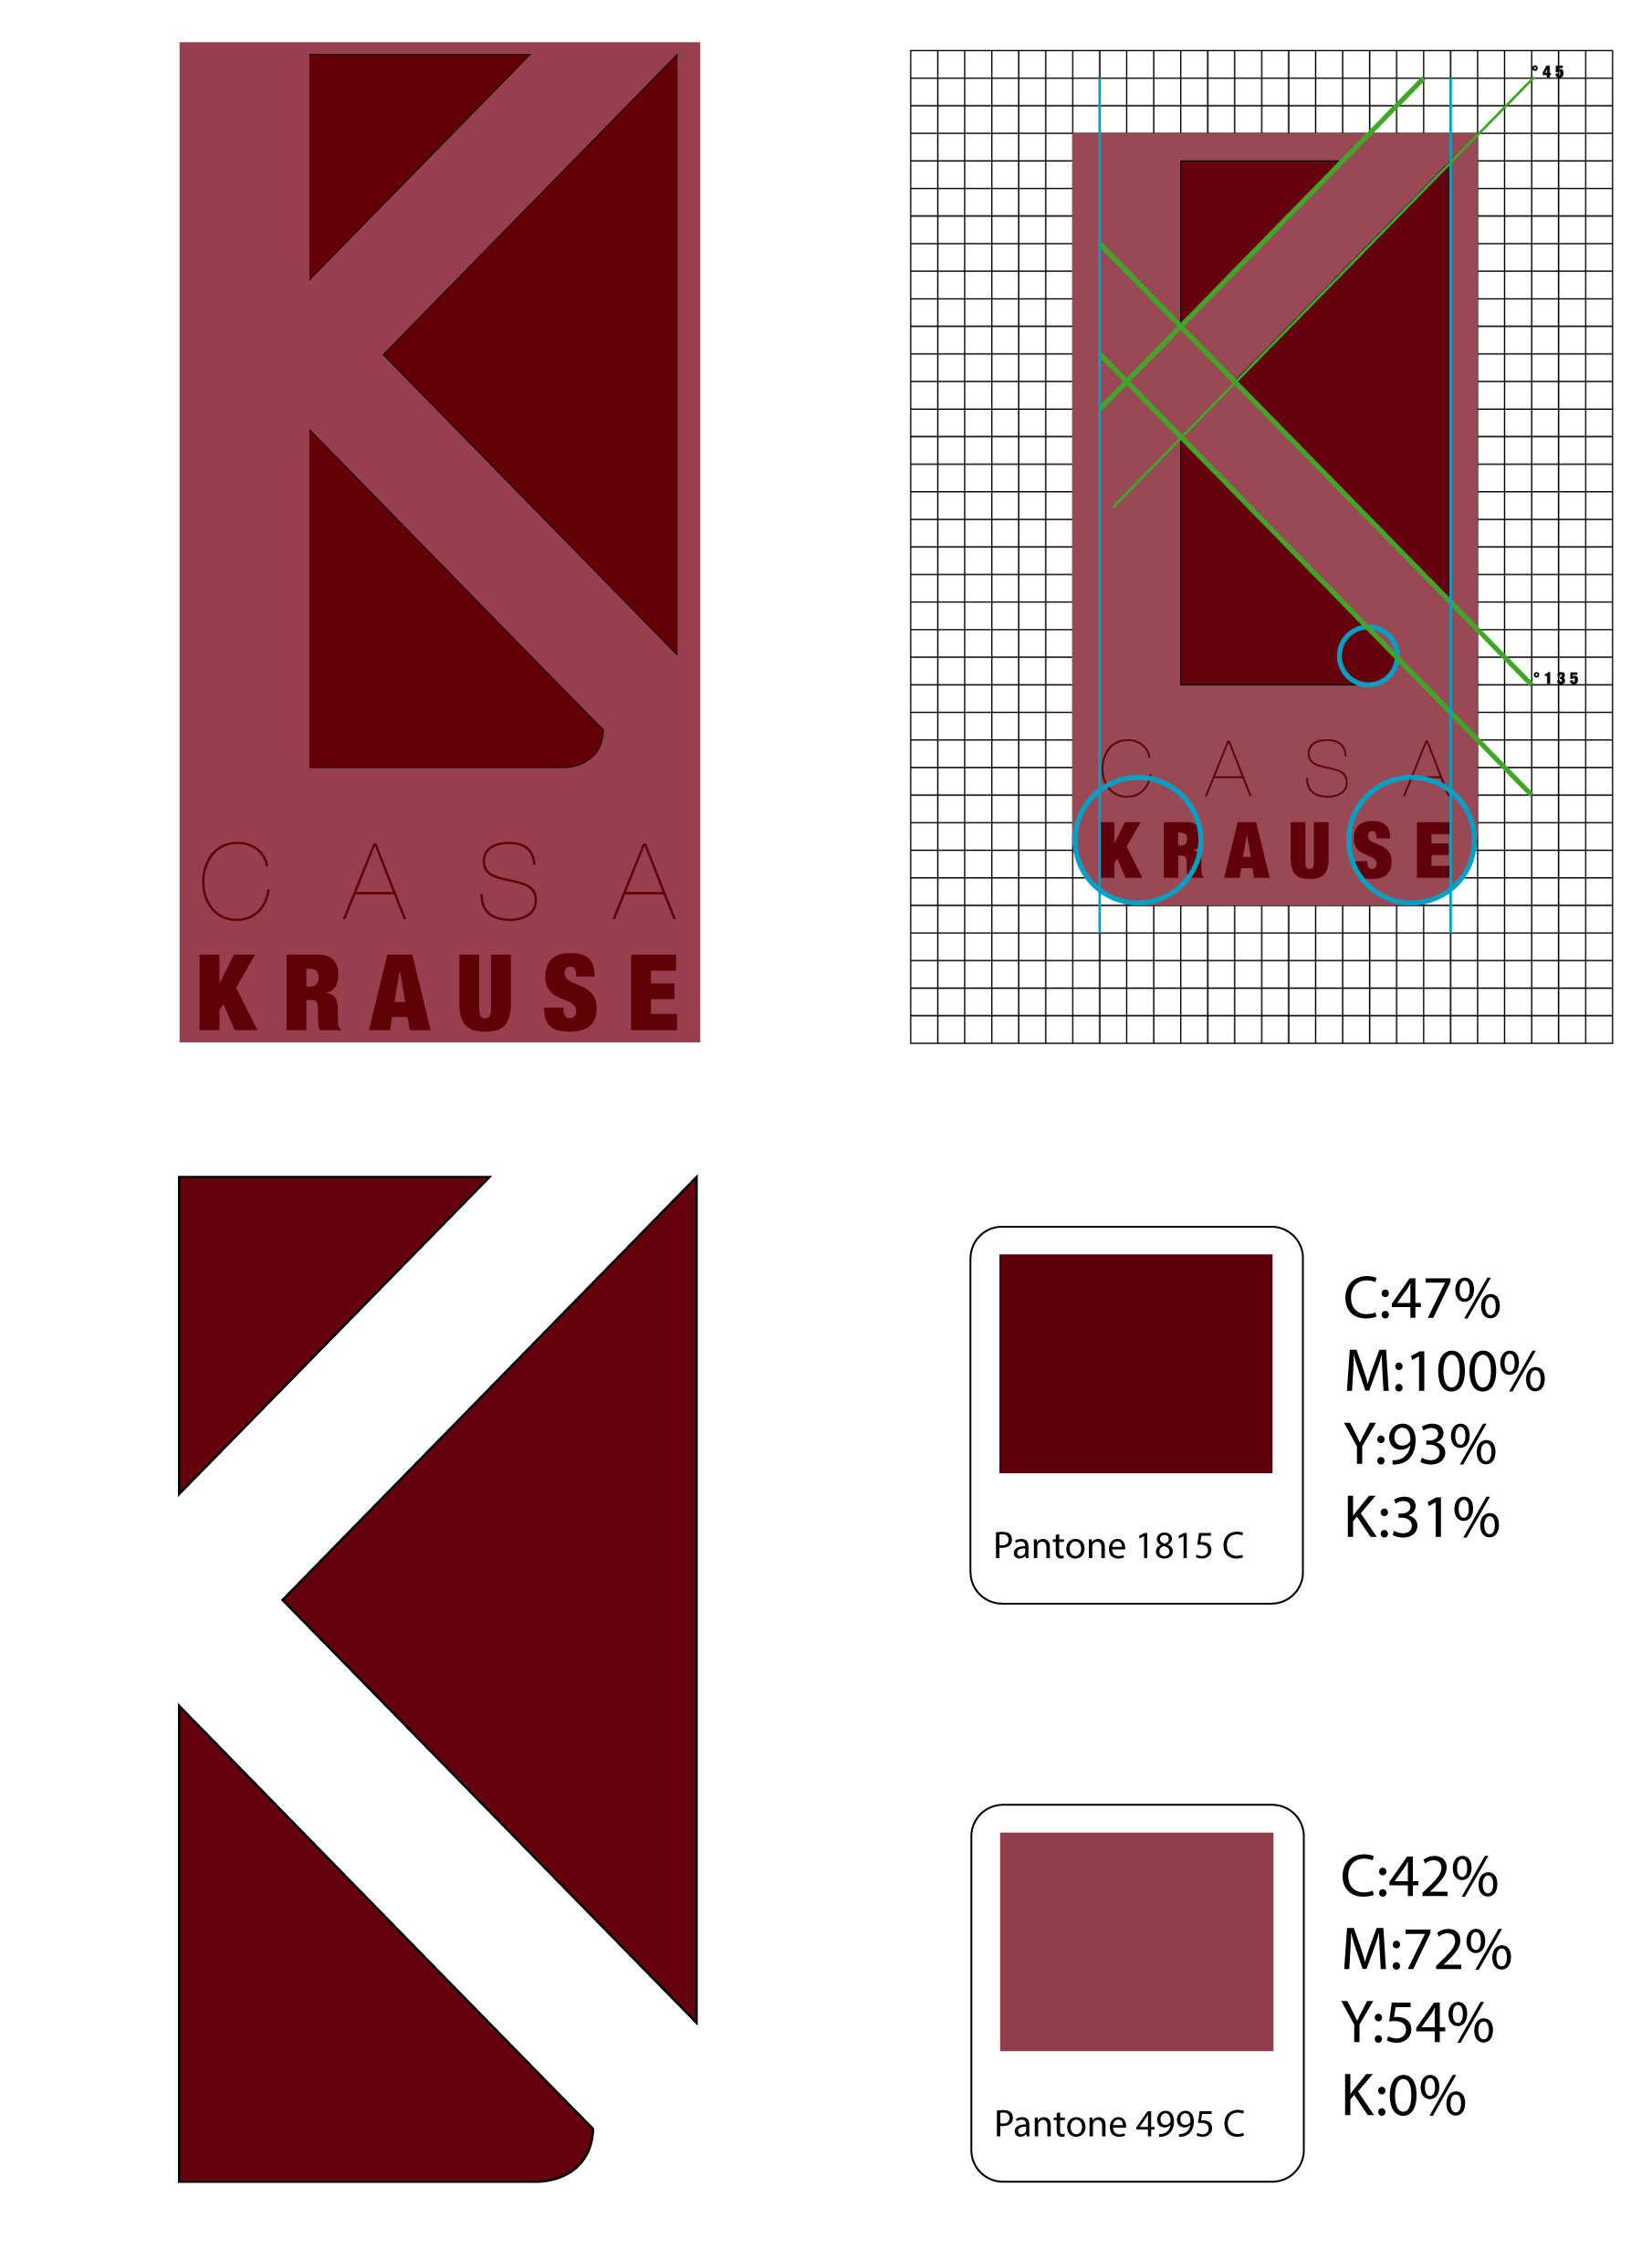 CASA
KRAUSE
°45
°135
CASA
KRAUSE
Pantone 1815 C
C:47%
M:100%
Y:93%
K:31%
Pantone 4995 C
C:42%
M:72%
Y:54%
K:0%